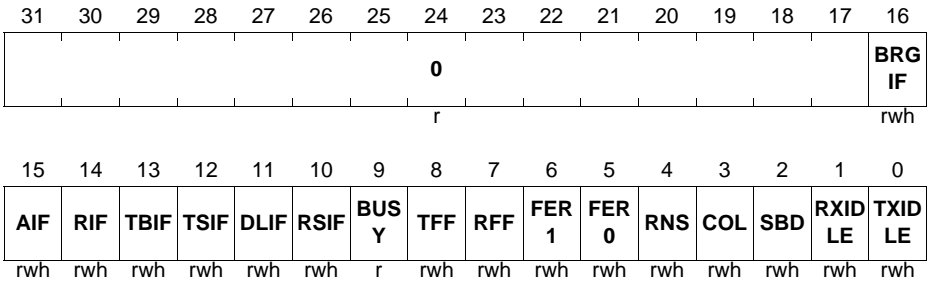 31 30 29 28 27 26 25 24 23 22 21 20 19 18 17 16
0 BRG IF
r rwh
15 14 13 12 11 10 9 8 7 6 5 4 3 2 1 0
AIF RIF TBIF TSIF DLIF RSIF BUS Y TFF RFF FER 1 FER 0 RNS COL SBD RXID LE TXID LE
rwh rwh rwh rwh rwh rwh r rwh rwh rwh rwh rwh rwh rwh rwh rwh